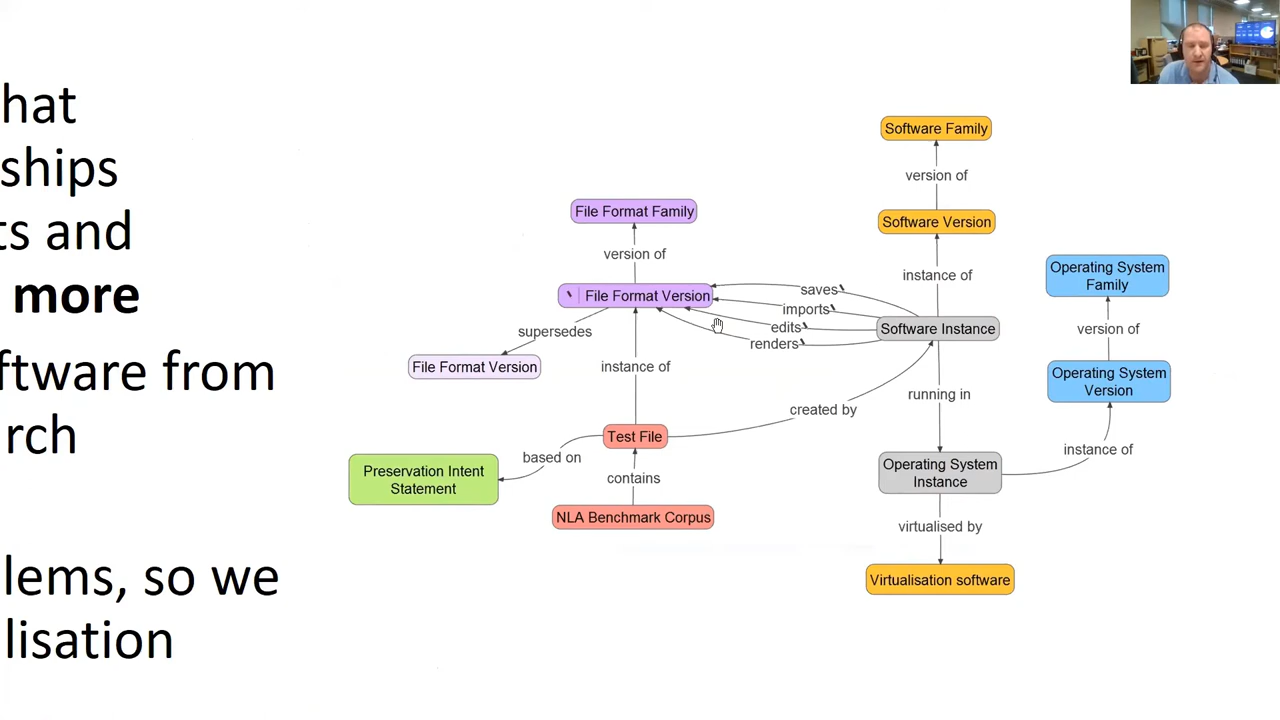 hat
ships
ts and
more
ftware from
rch
lems, so we
lisation
Software Family
version of
Software Version
instance of
Software Instance
File Format Family
version of
File Format Version
saves
imports
edits
renders
supersedes
File Format Version
instance of
created by
Test File
based on
Preservation Intent
Statement
contains
NLA Benchmark Corpus
Operating System
Family
version of
Operating System
Version
instance of
running in
Operating System
Instance
virtualised by
Virtualisation software